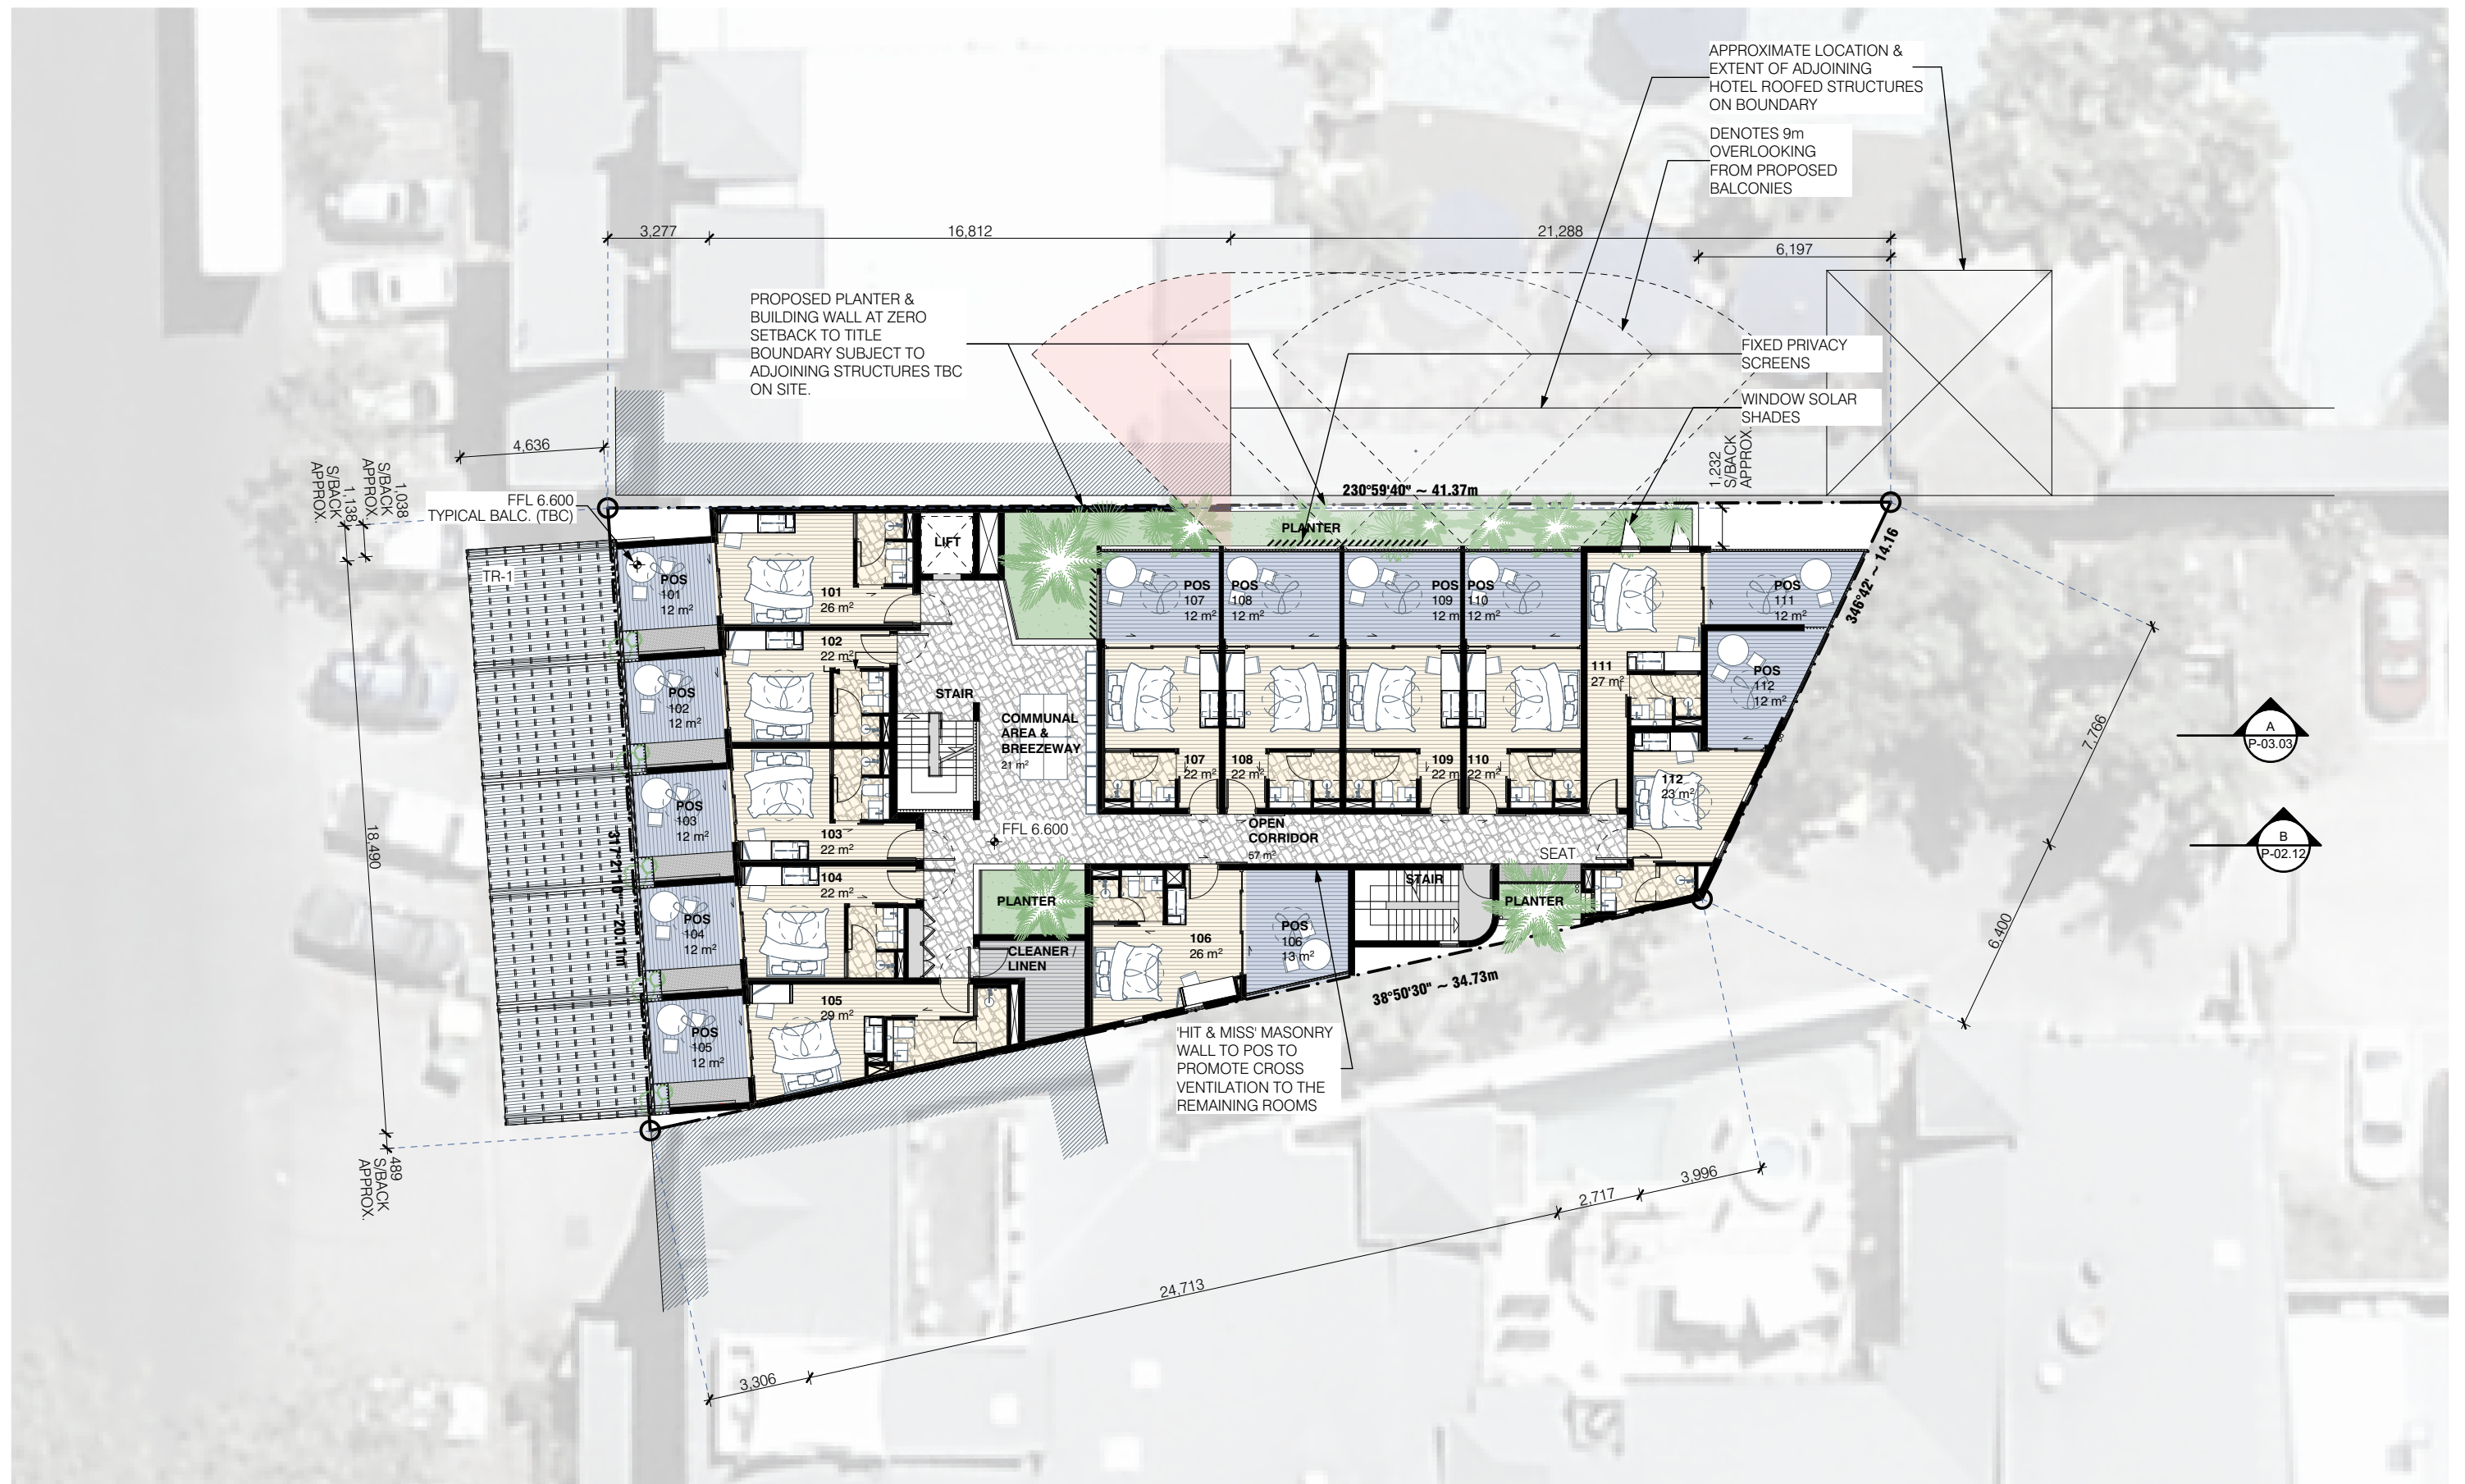 APPROXIMATE LOCATION &
EXTENT OF ADJOINING
HOTEL ROOFED STRUCTURES
ON BOUNDARY
DENOTES 9m
OVERLOOKING
FROM PROPOSED
BALCONIES
3,277
16,812
21,288
6,197
PROPOSED PLANTER &
BUILDING WALL AT ZERO
SETBACK TO TITLE
BOUNDARY SUBJECT TO
ADJOINING STRUCTURES TBC
ON SITE.
FIXED PRIVACY
SCREENS
WINDOW SOLAR
SHADES
1,232
S/BACK
APPROX.
4,636
1,038
S/BACK
APPROX.
1,138
S/BACK
APPROX.
FFL 6.600
TYPICAL BALC. (TBC)
230°59'40" ~ 41.37m
PLANTER
LIFT
TR-1
POS
101
12 m²
101
26 m²
POS
107
12 m²
POS
108
12 m²
POS
109
12 m²
POS
110
12 m²
POS
111
12 m²
346°42' ~ 14.16
102
22 m²
POS
102
12 m²
STAIR
COMMUNAL
AREA &
BREEZEWAY
21 m²
111
27 m²
POS
112
12 m²
107
22 m²
108
22 m²
109
22 m²
110
22 m²
112
23 m²
7,766
A
P-03.03
B
P-02.12
POS
103
12 m²
103
22 m²
FFL 6.600
OPEN
CORRIDOR
57 m²
SEAT
18,490
317°21'10" ~ 20.11m
104
22 m²
POS
104
12 m²
PLANTER
STAIR
PLANTER
CLEANER /
LINEN
106
26 m²
POS
106
13 m²
6,400
38°50'30" ~ 34.73m
105
29 m²
POS
105
12 m²
'HIT & MISS' MASONRY
WALL TO POS TO
PROMOTE CROSS
VENTILATION TO THE
REMAINING ROOMS
489
S/BACK
APPROX.
3,996
2,717
24,713
3,306